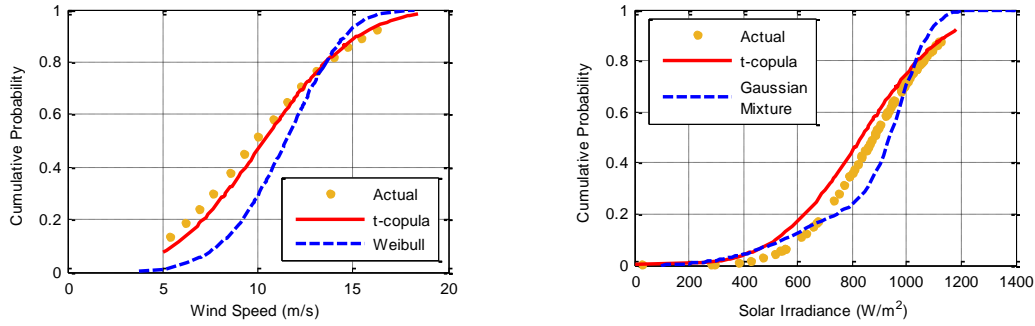 1
0.8
0.6
0.4
0.2
0
Cumulative Probability
Actual
t-copula
Weibull
0 5 10 15 20
Wind Speed (m/s)
1
0.8
0.6
0.4
0.2
0
Cumulative Probability
Actual
t-copula
Gaussian
Mixture
0 200 400 600 800 1000 1200 1400
Solar Irradiance (W/m²)